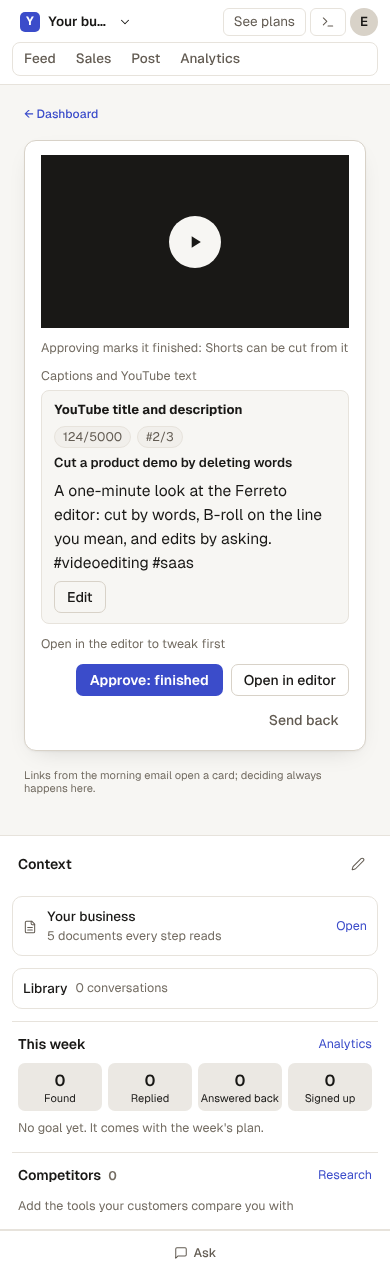 Y Your bu... See plans >_ E
Feed Sales Post Analytics
← Dashboard
Approving marks it finished: Shorts can be cut from it
Captions and YouTube text
YouTube title and description
124/5000 #2/3
Cut a product demo by deleting words
A one-minute look at the Ferreto
editor: cut by words, B-roll on the line
you mean, and edits by asking.
#videoediting #saas
Edit
Open in the editor to tweak first
Approve: finished Open in editor
Send back
Links from the morning email open a card; deciding always
happens here.
Context
Your business
5 documents every step reads
Open
Library 0 conversations
This week Analytics
0 0 0 0
Found Replied Answered back Signed up
No goal yet. It comes with the week's plan.
Competitors 0 Research
Add the tools your customers compare you with
Ask